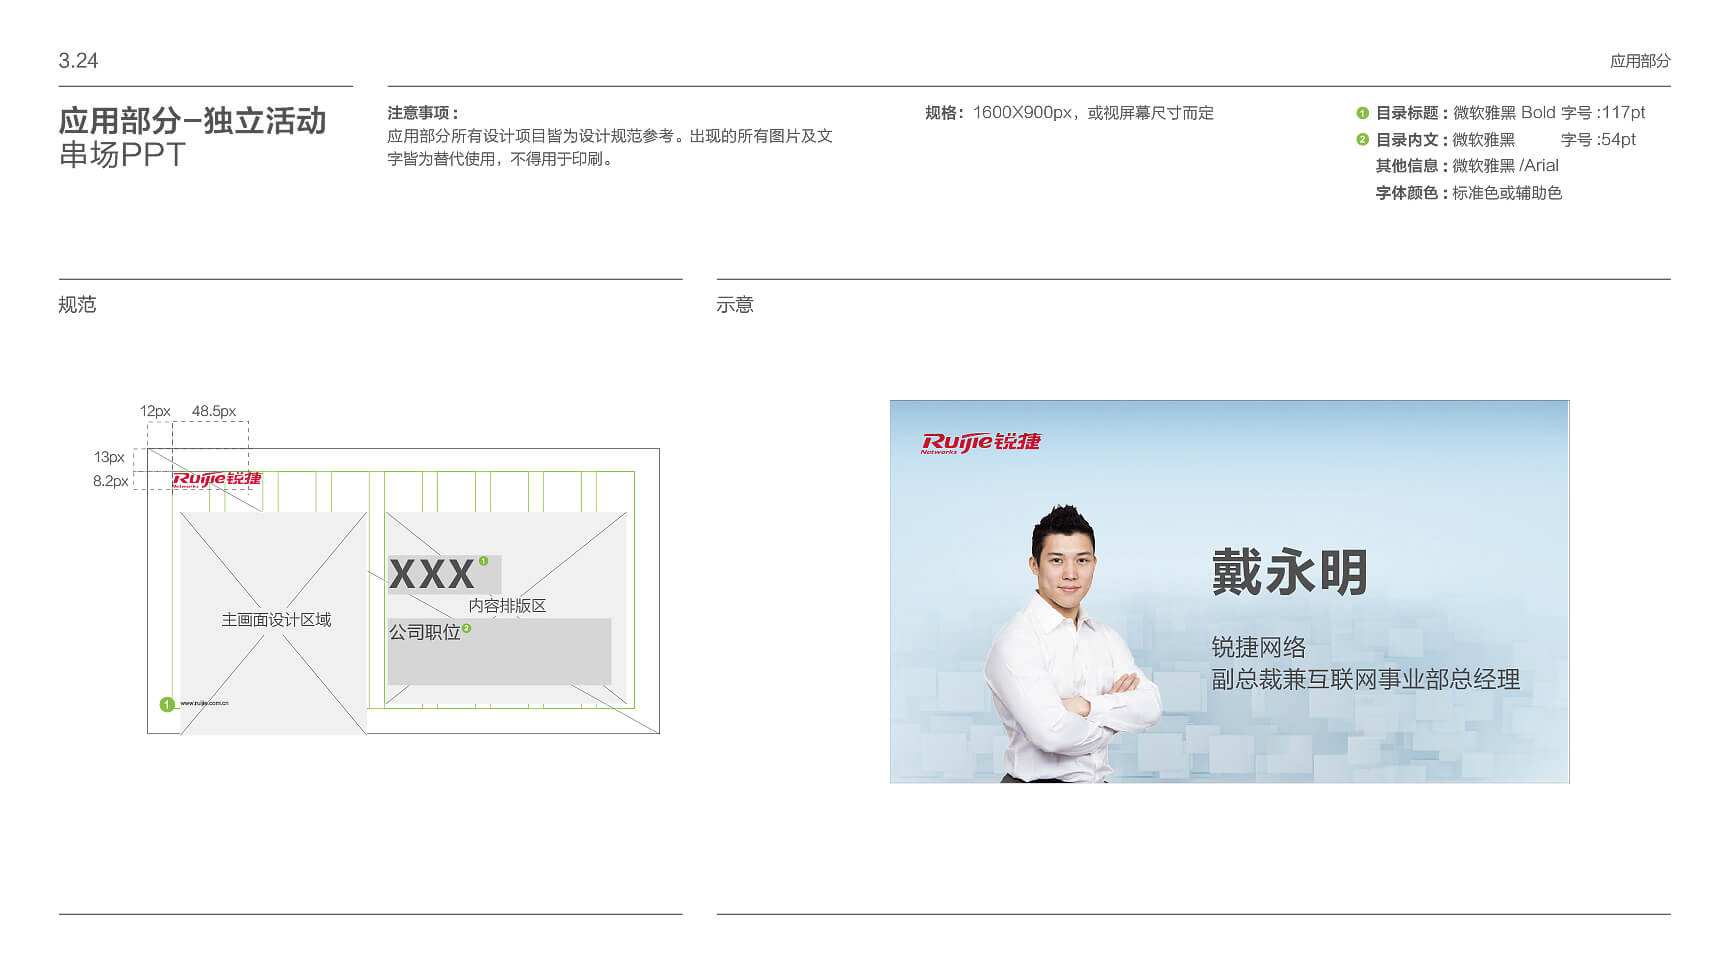 3.24
应用部分
应用部分-独立活动
串场PPT
注意事项：
应用部分所有设计项目皆为设计规范参考。出现的所有图片及文
字皆为替代使用，不得用于印刷。
规格：1600X900px，或视屏幕尺寸而定
1 目录标题：微软雅黑 Bold 字号:117pt
2 目录内文：微软雅黑 字号:54pt
其他信息：微软雅黑 /Arial
字体颜色：标准色或辅助色
规范
示意
12px 48.5px
13px
8.2px
Ruijie锐捷
Networks
XXX 1
内容排版区
主画面设计区域
公司职位 2
1 www.ruijie.com.cn
Ruijie锐捷
Networks
戴永明
锐捷网络
副总裁兼互联网事业部总经理